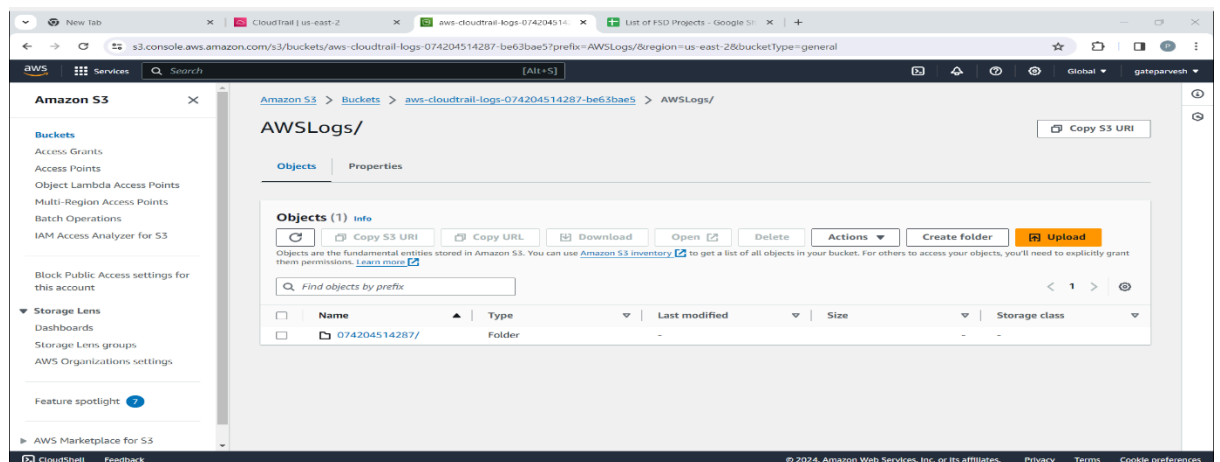 New Tab
CloudTrail | us-east-2
aws-cloudtrail-logs-07420451428
List of FSD Projects - Google Sh
s3.console.aws.amazon.com/s3/buckets/aws-cloudtrail-logs-074204514287-be63bae5?prefix=AWSLogs/&region=us-east-2&bucketType=general
P
aws
Services
Search
[Alt+S]
Global
gateparvesh
Amazon S3
Buckets
Access Grants
Access Points
Object Lambda Access Points
Multi-Region Access Points
Batch Operations
IAM Access Analyzer for S3
Block Public Access settings for
this account
Storage Lens
Dashboards
Storage Lens groups
AWS Organizations settings
Feature spotlight 7
AWS Marketplace for S3
Amazon S3 > Buckets > aws-cloudtrail-logs-074204514287-be63bae5 > AWSLogs/
AWSLogs/
Copy S3 URI
Objects
Properties
Objects (1) Info
Copy S3 URI
Copy URL
Download
Open
Delete
Actions
Create folder
Upload
Objects are the fundamental entities stored in Amazon S3. You can use Amazon S3 inventory to get a list of all objects in your bucket. For others to access your objects, you'll need to explicitly grant
them permissions. Learn more
Find objects by prefix
< 1 >
Name Type Last modified Size Storage class
074204514287/ Folder - - -
CloudShell Feedback
© 2024, Amazon Web Services, Inc. or its affiliates. Privacy Terms Cookie preferences